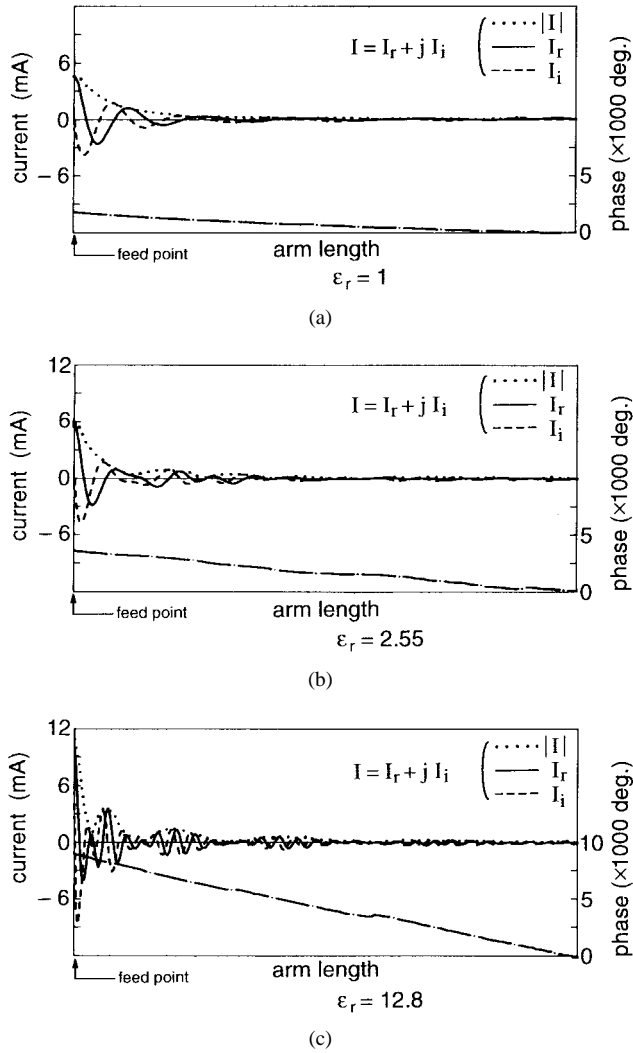 6
0
– 6
current (mA)
I = Ir + j Ii
|I|
Ir
Ii
5
0
phase (×1000 deg.)
feed point
arm length
εr = 1
(a)
12
6
0
– 6
current (mA)
I = Ir + j Ii
|I|
Ir
Ii
5
0
phase (×1000 deg.)
feed point
arm length
εr = 2.55
(b)
12
6
0
– 6
current (mA)
I = Ir + j Ii
|I|
Ir
Ii
10
5
0
phase (×1000 deg.)
feed point
arm length
εr = 12.8
(c)